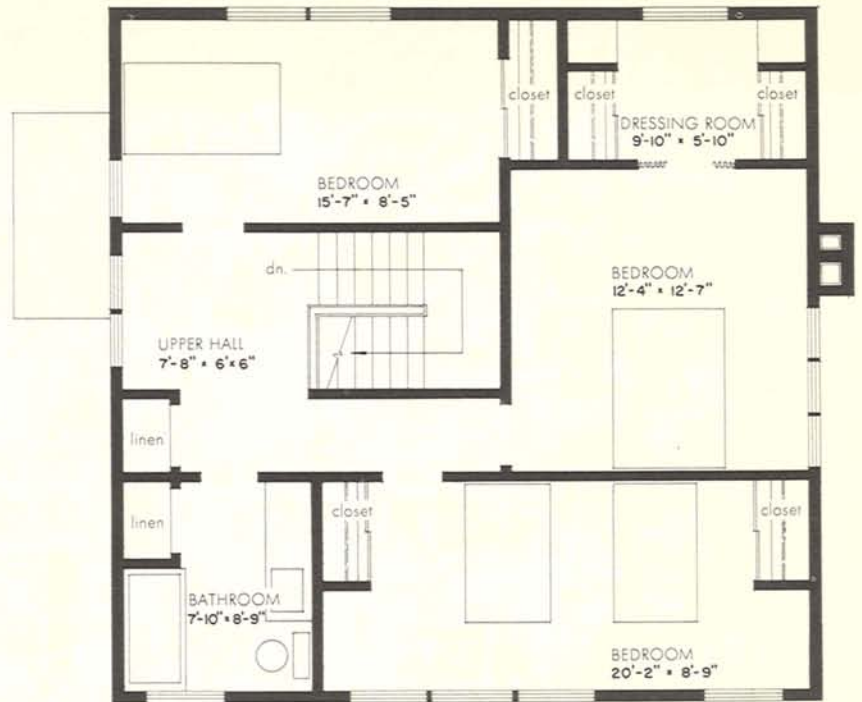 closet
closet
closet
DRESSING ROOM
9'-10" × 5'-10"
BEDROOM
15'-7" × 8'-5"
dn.
BEDROOM
12'-4" × 12'-7"
UPPER HALL
7'-8" × 6'×6"
linen
linen
closet
closet
BATHROOM
7'-10" × 8'-9"
BEDROOM
20'-2" × 8'-9"